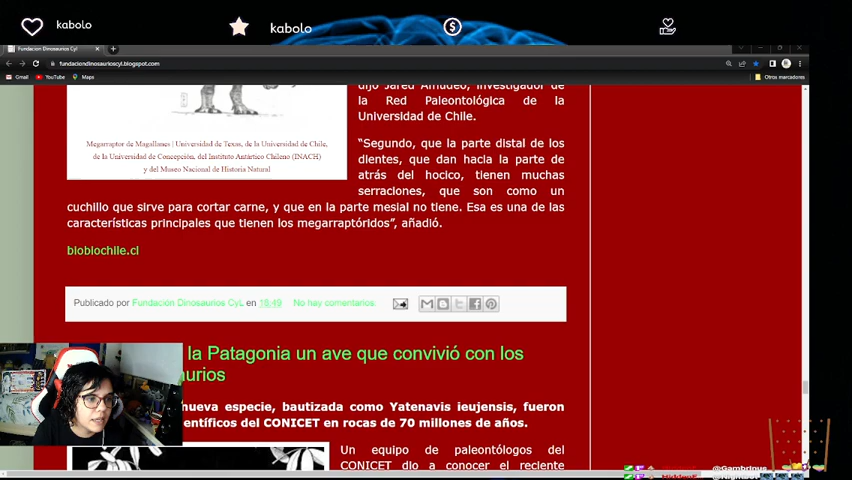 kabolo
kabolo
Fundacion Dinosaurios CyL
fundaciondinosaurioscyl.blogspot.com
Gmail
YouTube
Maps
Otros marcadores
dijo Jared Amudeo, investigador de
la Red Paleontológica de la
Universidad de Chile.
“Segundo, que la parte distal de los
dientes, que dan hacia la parte de
atrás del hocico, tienen muchas
serraciones, que son como un
cuchillo que sirve para cortar carne, y que en la parte mesial no tiene. Esa es una de las
características principales que tienen los megarraptóridos”, añadió.
Megarraptor de Magallanes | Universidad de Texas, de la Universidad de Chile,
de la Universidad de Concepción, del Instituto Antártico Chileno (INACH)
y del Museo Nacional de Historia Natural
biobiochile.cl
Publicado por Fundación Dinosaurios CyL en 18:49 No hay comentarios:
la Patagonia un ave que convivió con los
aurios
nueva especie, bautizada como Yatenavis ieujensis, fueron
entíficos del CONICET en rocas de 70 millones de años.
Un equipo de paleontólogos del
CONICET dio a conocer el reciente
@Gambrinus